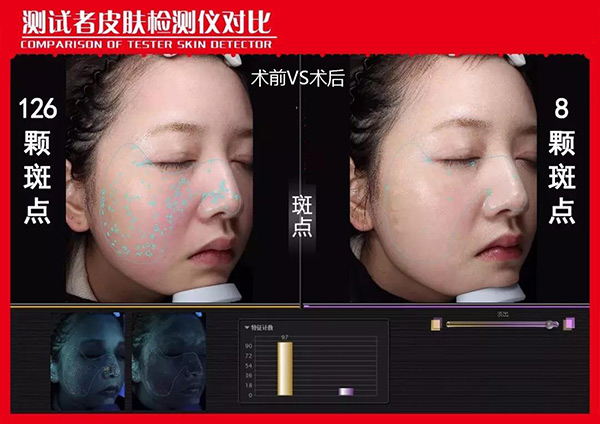 测试者皮肤检测仪对比
COMPARISON OF TESTER SKIN DETECTOR
术前VS术后
126
颗
斑
点
斑
点
8
颗
斑
点
特征计数
97
90
72
54
36
18
0